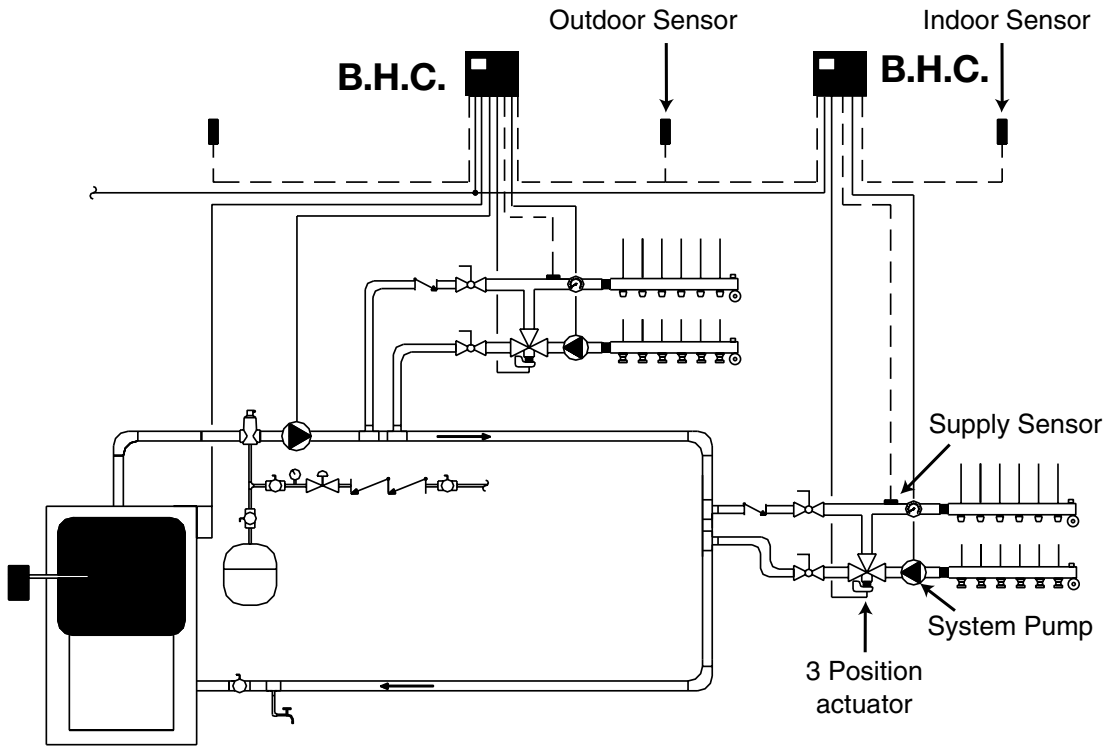 Outdoor Sensor
Indoor Sensor
B.H.C.
B.H.C.
Supply Sensor
System Pump
3 Position
actuator